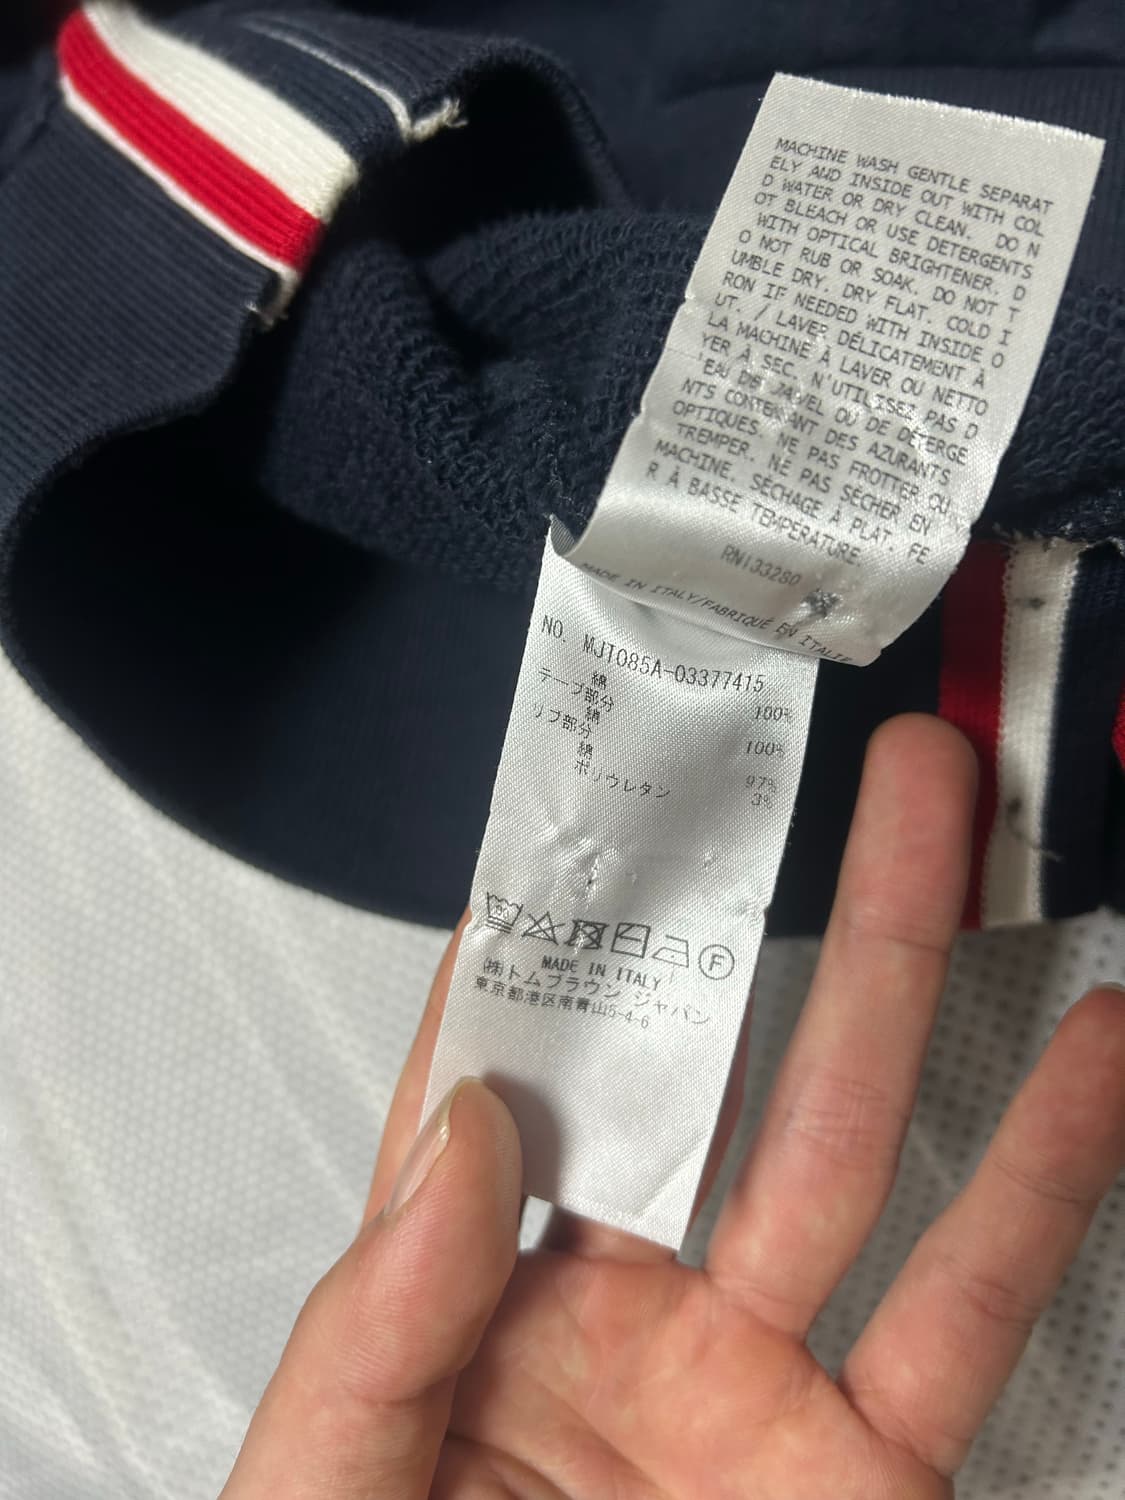 MACHINE WASH GENTLE SEPARAT
ELY AND INSIDE OUT WITH COL
D WATER OR DRY CLEAN. DO N
OT BLEACH OR USE DETERGENTS
WITH OPTICAL BRIGHTENER. D
O NOT RUB OR SOAK. DO NOT T
UMBLE DRY. DRY FLAT. COLD I
RON IF NEEDED WITH INSIDE O
UT. / LAVER DÉLICATEMENT À
LA MACHINE À LAVER OU NETTO
YER À SEC. N'UTILISEZ PAS D
'EAU DE JAVEL OU DE DÉTERGE
NTS CONTENANT DES AZURANTS
OPTIQUES. NE PAS FROTTER OU
TREMPER. NE PAS SÉCHER EN
MACHINE. SÉCHAGE À PLAT. FE
R À BASSE TEMPÉRATURE.
RN133280
MADE IN ITALY/FABRIQUÉ EN ITALIE
NO. MJT085A-03377415
綿 100%
テープ部分
綿 100%
リブ部分
綿 97%
ポリウレタン 3%
F
MADE IN ITALY
(株)トムブラウン ジャパン
東京都港区南青山5-4-6